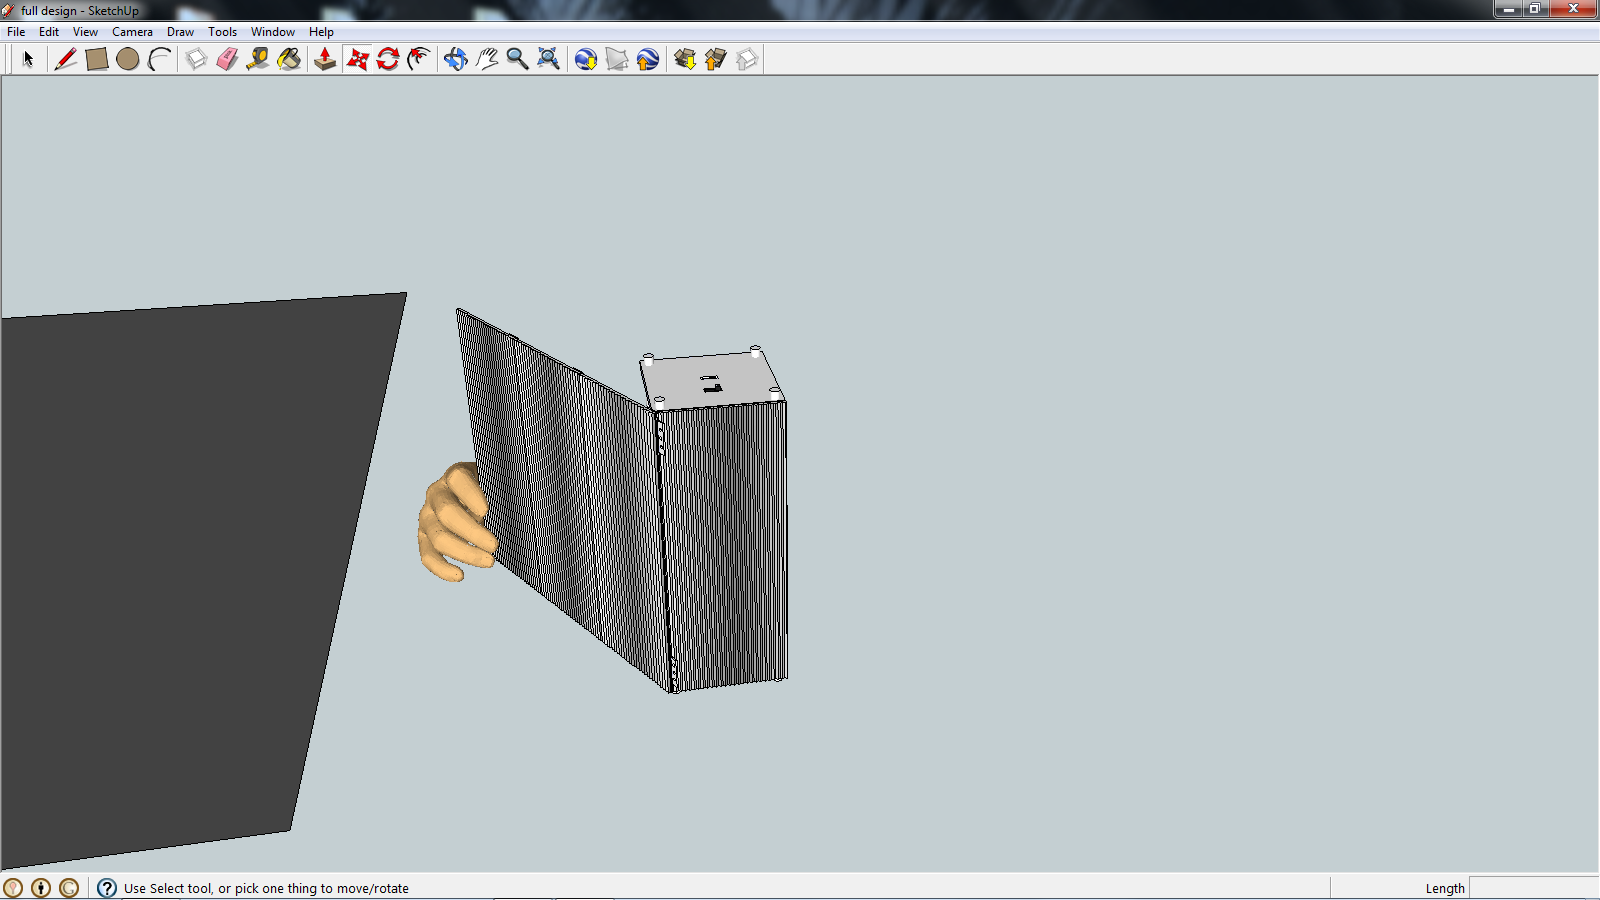 full design - SketchUp
File Edit View Camera Draw Tools Window Help
Use Select tool, or pick one thing to move/rotate
Length